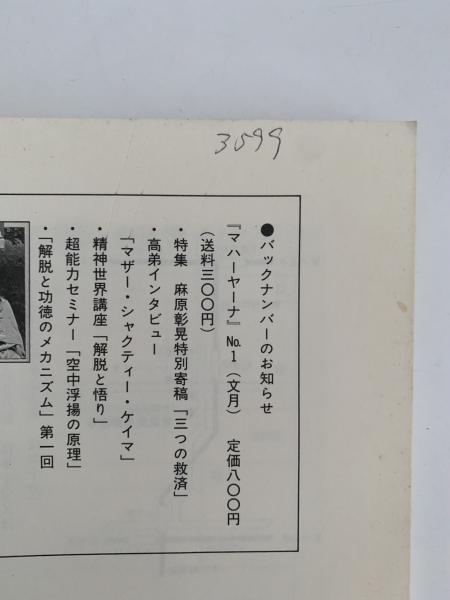 3599
●バックナンバーのお知らせ
『マハーヤーナ』№1(文月) 定価八〇〇円
(送料三〇〇円)
・特集 麻原彰晃特別寄稿「三つの救済」
・高弟インタビュー
「マザー・シャクティー・ケイマ」
・精神世界講座「解脱と悟り」
・超能力セミナー「空中浮揚の原理」
・「解脱と功徳のメカニズム」第一回